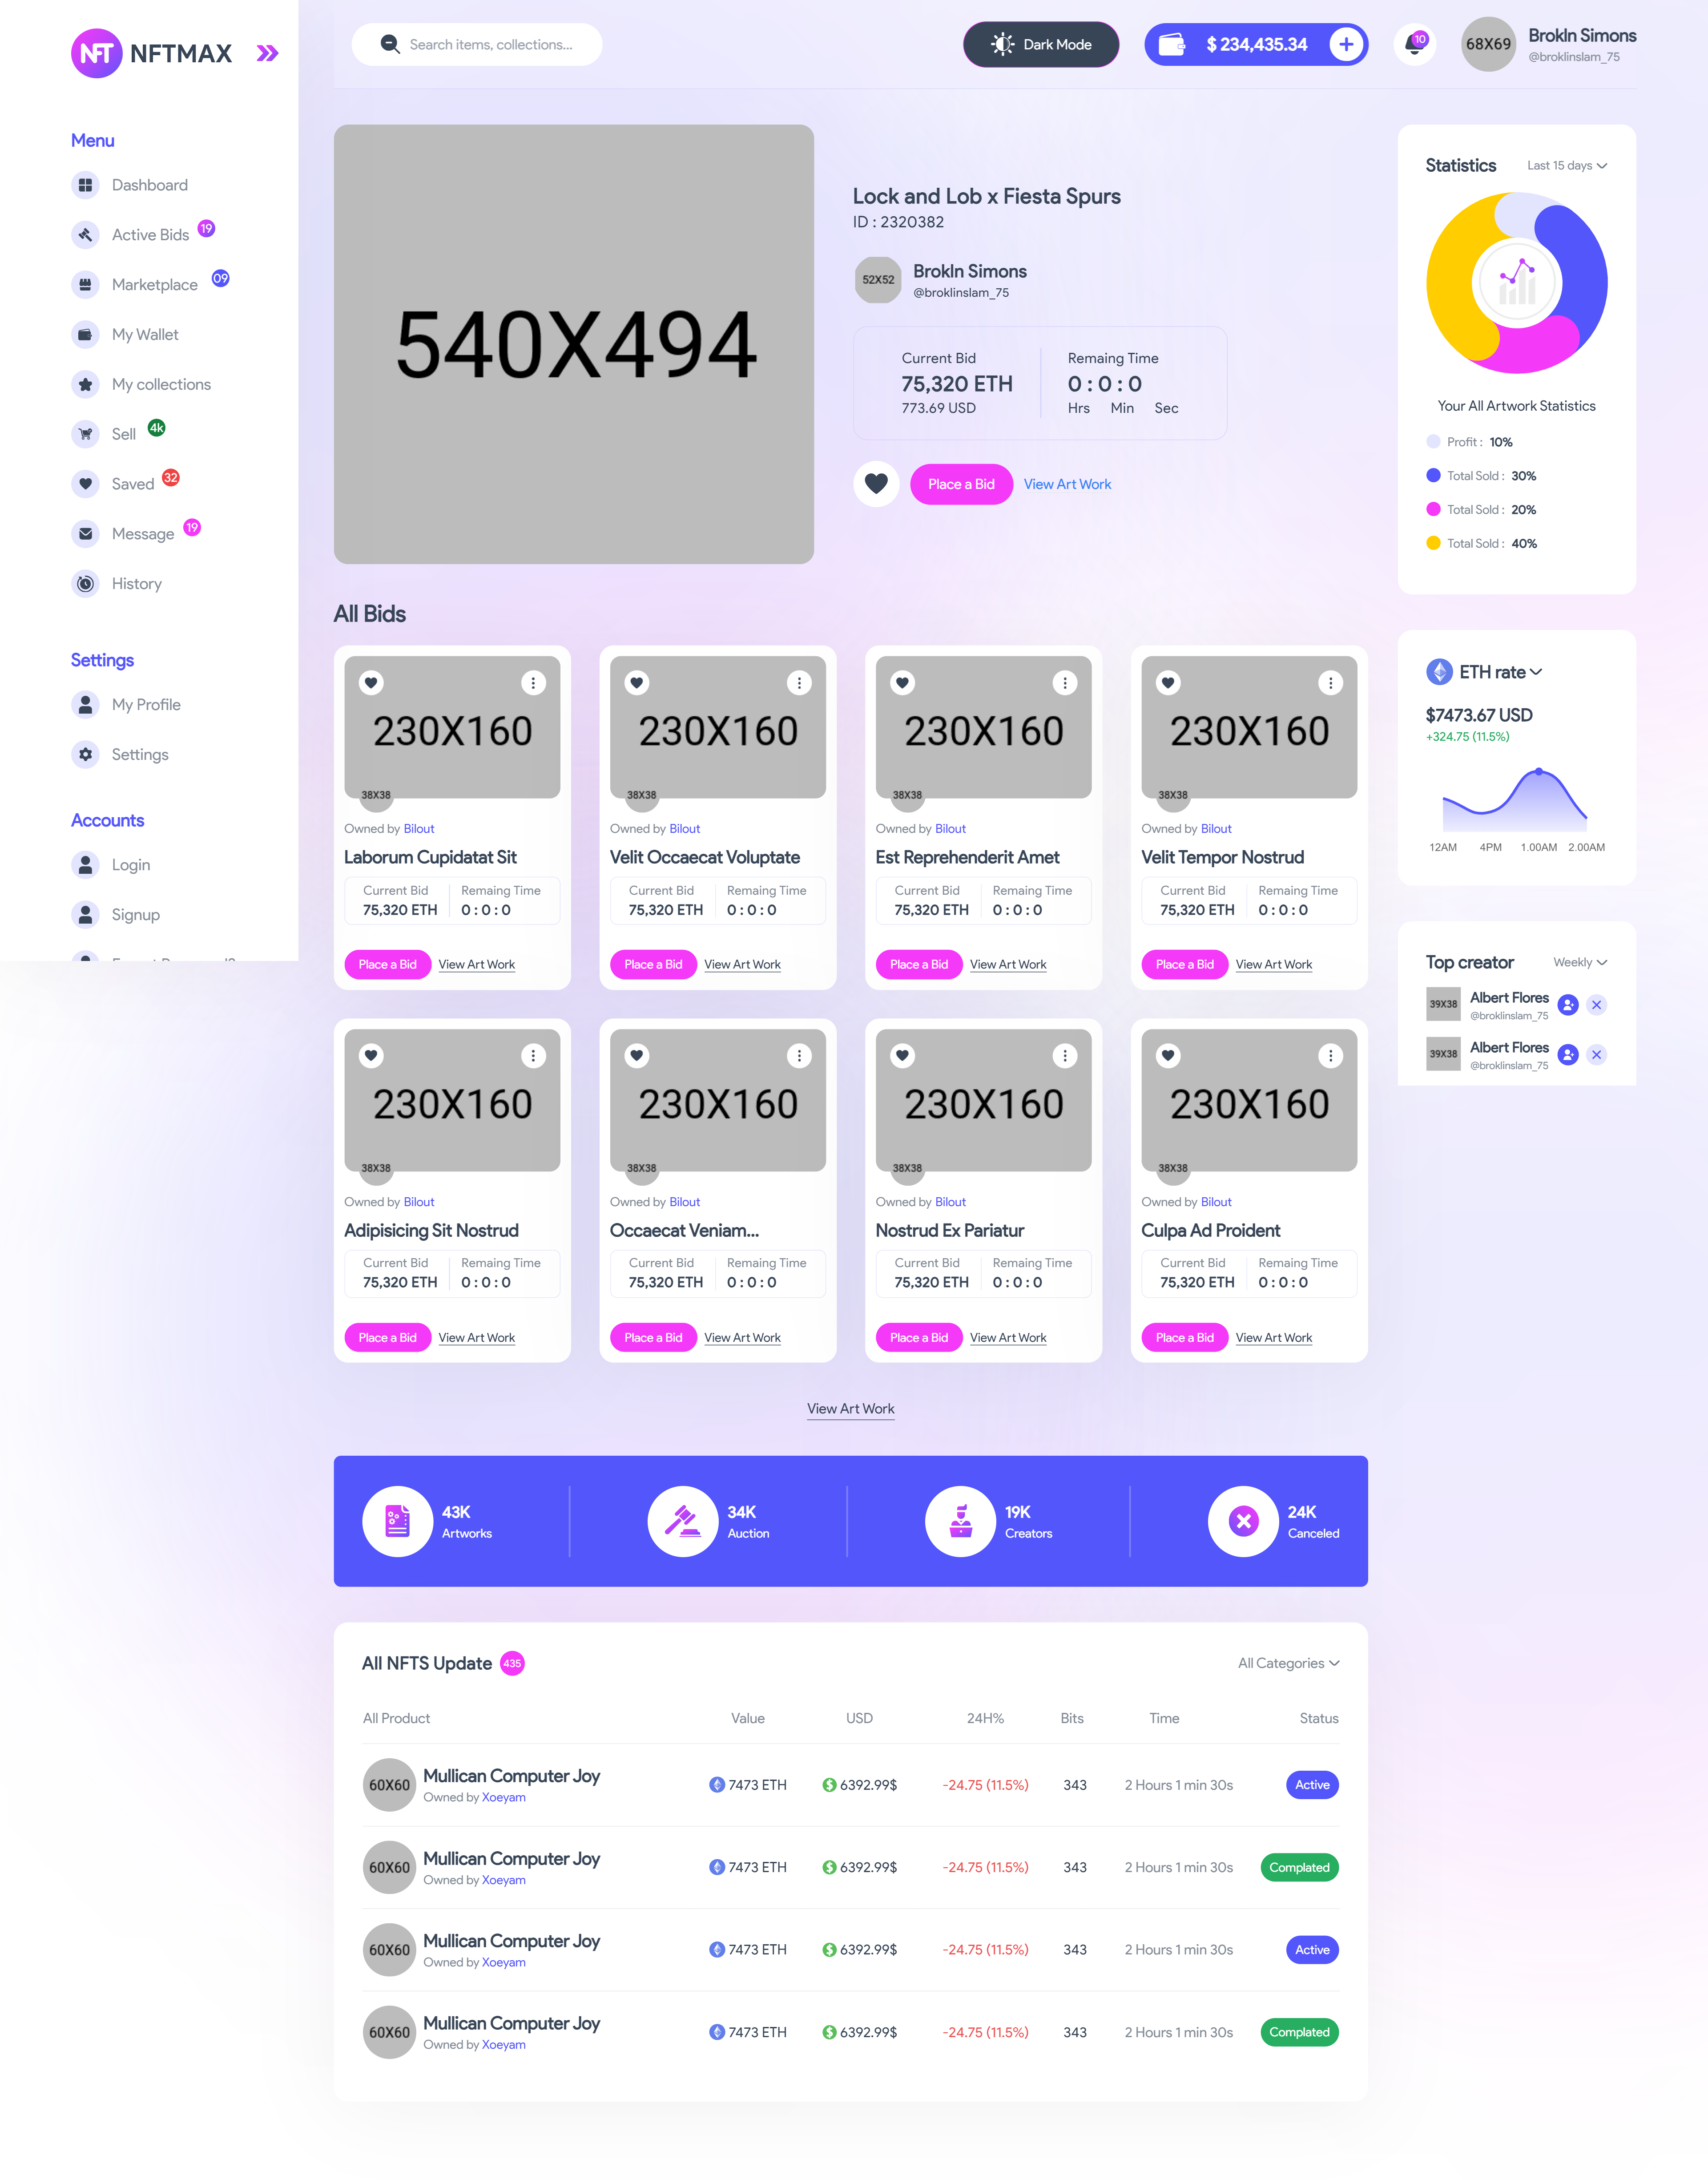 NFT NFTMAX
Menu
Dashboard
Active Bids 19
Marketplace 09
My Wallet
My collections
Sell 4k
Saved 32
Message 19
History
Settings
My Profile
Settings
Accounts
Login
Signup
Search items, collections...
Dark Mode
$ 234,435.34
10
68X69
Brokln Simons
@broklinslam_75
540X494
Lock and Lob x Fiesta Spurs
ID : 2320382
52X52
Brokln Simons
@broklinslam_75
Current Bid
75,320 ETH
773.69 USD
Remaing Time
0 : 0 : 0
Hrs Min Sec
Place a Bid
View Art Work
All Bids
230X160
38X38
Owned by Bilout
Laborum Cupidatat Sit
Current Bid
75,320 ETH
Remaing Time
0 : 0 : 0
Place a Bid
View Art Work
230X160
38X38
Owned by Bilout
Velit Occaecat Voluptate
Current Bid
75,320 ETH
Remaing Time
0 : 0 : 0
Place a Bid
View Art Work
230X160
38X38
Owned by Bilout
Est Reprehenderit Amet
Current Bid
75,320 ETH
Remaing Time
0 : 0 : 0
Place a Bid
View Art Work
230X160
38X38
Owned by Bilout
Velit Tempor Nostrud
Current Bid
75,320 ETH
Remaing Time
0 : 0 : 0
Place a Bid
View Art Work
230X160
38X38
Owned by Bilout
Adipisicing Sit Nostrud
Current Bid
75,320 ETH
Remaing Time
0 : 0 : 0
Place a Bid
View Art Work
230X160
38X38
Owned by Bilout
Occaecat Veniam...
Current Bid
75,320 ETH
Remaing Time
0 : 0 : 0
Place a Bid
View Art Work
230X160
38X38
Owned by Bilout
Nostrud Ex Pariatur
Current Bid
75,320 ETH
Remaing Time
0 : 0 : 0
Place a Bid
View Art Work
230X160
38X38
Owned by Bilout
Culpa Ad Proident
Current Bid
75,320 ETH
Remaing Time
0 : 0 : 0
Place a Bid
View Art Work
View Art Work
43K
Artworks
34K
Auction
19K
Creators
24K
Canceled
All NFTS Update 435
All Categories
All Product Value USD 24H% Bits Time Status
60X60
Mullican Computer Joy
Owned by Xoeyam
7473 ETH 6392.99$ -24.75 (11.5%) 343 2 Hours 1 min 30s Active
60X60
Mullican Computer Joy
Owned by Xoeyam
7473 ETH 6392.99$ -24.75 (11.5%) 343 2 Hours 1 min 30s Complated
60X60
Mullican Computer Joy
Owned by Xoeyam
7473 ETH 6392.99$ -24.75 (11.5%) 343 2 Hours 1 min 30s Active
60X60
Mullican Computer Joy
Owned by Xoeyam
7473 ETH 6392.99$ -24.75 (11.5%) 343 2 Hours 1 min 30s Complated
Statistics
Last 15 days
Your All Artwork Statistics
Profit : 10%
Total Sold : 30%
Total Sold : 20%
Total Sold : 40%
ETH rate
$7473.67 USD
+324.75 (11.5%)
12AM 4PM 1.00AM 2.00AM
Top creator
Weekly
39X38
Albert Flores
@broklinslam_75
39X38
Albert Flores
@broklinslam_75